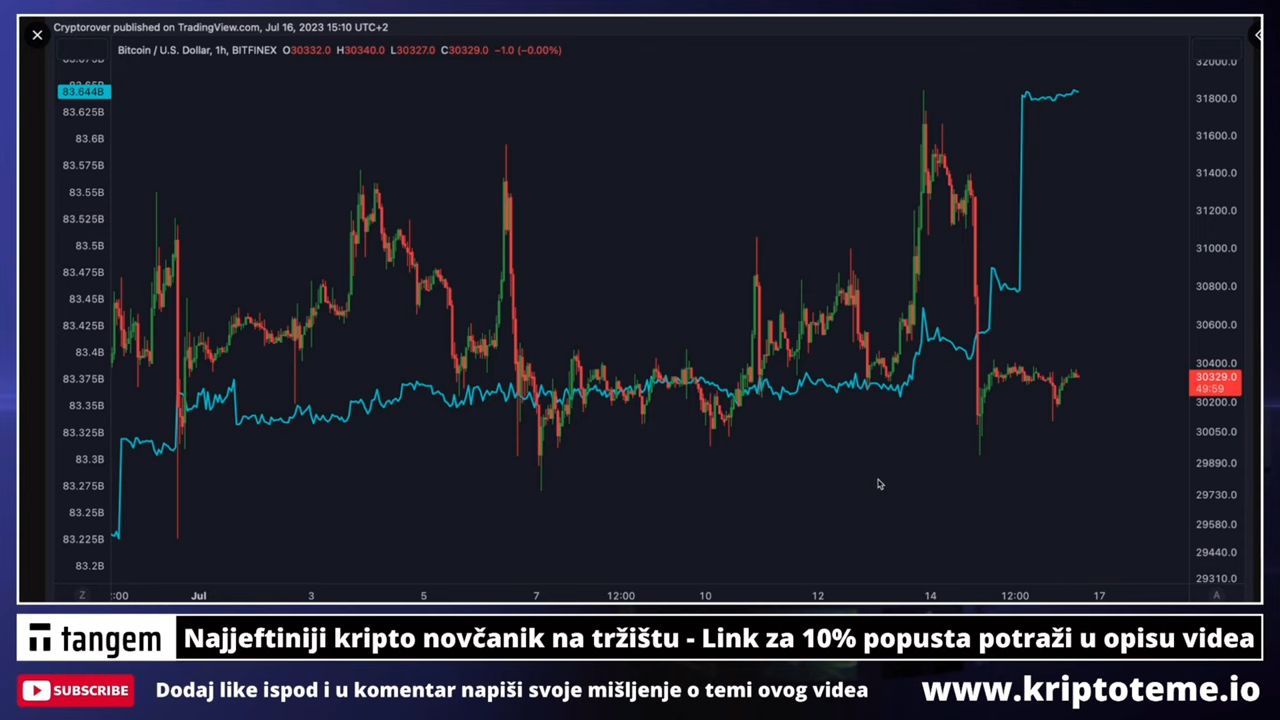 Cryptorover published on TradingView.com, Jul 16, 2023 15:10 UTC+2
Bitcoin / U.S. Dollar, 1h, BITFINEX O30332.0 H30340.0 L30327.0 C30329.0 −1.0 (−0.00%)
83.644B
83.625B
83.6B
83.575B
83.55B
83.525B
83.5B
83.475B
83.45B
83.425B
83.4B
83.375B
83.35B
83.325B
83.3B
83.275B
83.25B
83.225B
83.2B
32000.0
31800.0
31600.0
31400.0
31200.0
31000.0
30800.0
30600.0
30400.0
30329.0
49:59
30200.0
30050.0
29890.0
29730.0
29580.0
29440.0
29310.0
Z :00 Jul 3 5 7 12:00 10 12 14 12:00 17 A
tangem
Najjeftiniji kripto novčanik na tržištu - Link za 10% popusta potraži u opisu videa
SUBSCRIBE
Dodaj like ispod i u komentar napiši svoje mišljenje o temi ovog videa
www.kriptoteme.io